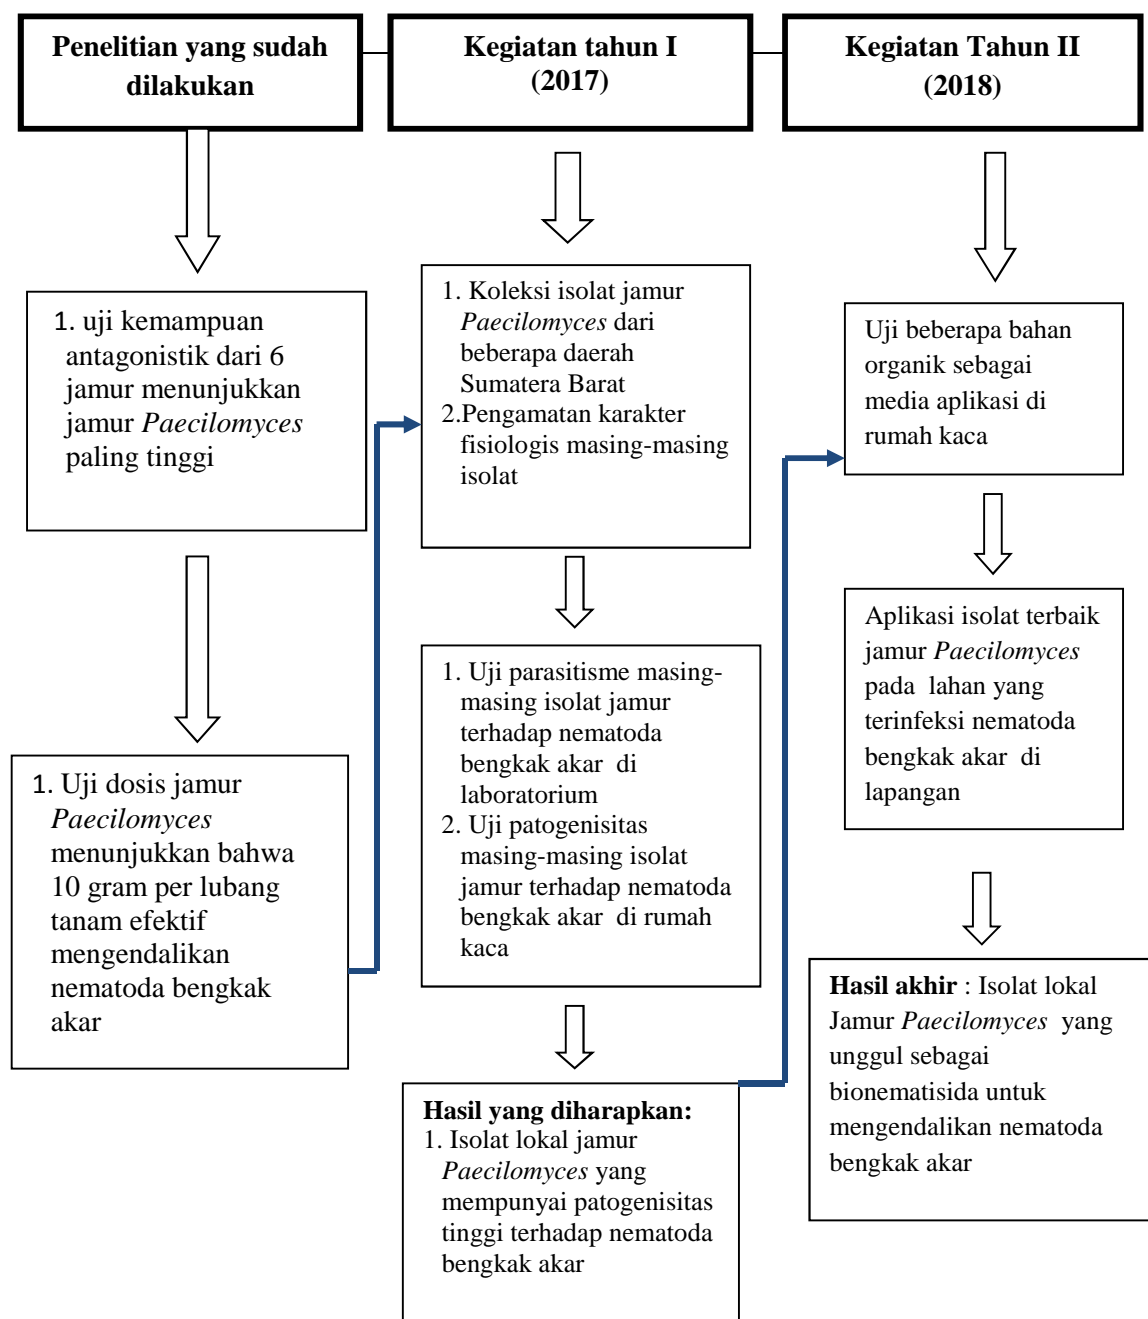 Penelitian yang sudah
dilakukan
1. uji kemampuan
antagonistik dari 6
jamur menunjukkan
jamur Paecilomyces
paling tinggi
1. Uji dosis jamur
Paecilomyces
menunjukkan bahwa
10 gram per lubang
tanam efektif
mengendalikan
nematoda bengkak
akar
Kegiatan tahun I
(2017)
1. Koleksi isolat jamur
Paecilomyces dari
beberapa daerah
Sumatera Barat
2.Pengamatan karakter
fisiologis masing-masing
isolat
1. Uji parasitisme masing-
masing isolat jamur
terhadap nematoda
bengkak akar di
laboratorium
2. Uji patogenisitas
masing-masing isolat
jamur terhadap nematoda
bengkak akar di rumah
kaca
Hasil yang diharapkan:
1. Isolat lokal jamur
Paecilomyces yang
mempunyai patogenisitas
tinggi terhadap nematoda
bengkak akar
Kegiatan Tahun II
(2018)
Uji beberapa bahan
organik sebagai
media aplikasi di
rumah kaca
Aplikasi isolat terbaik
jamur Paecilomyces
pada lahan yang
terinfeksi nematoda
bengkak akar di
lapangan
Hasil akhir : Isolat lokal
Jamur Paecilomyces yang
unggul sebagai
bionematisida untuk
mengendalikan nematoda
bengkak akar